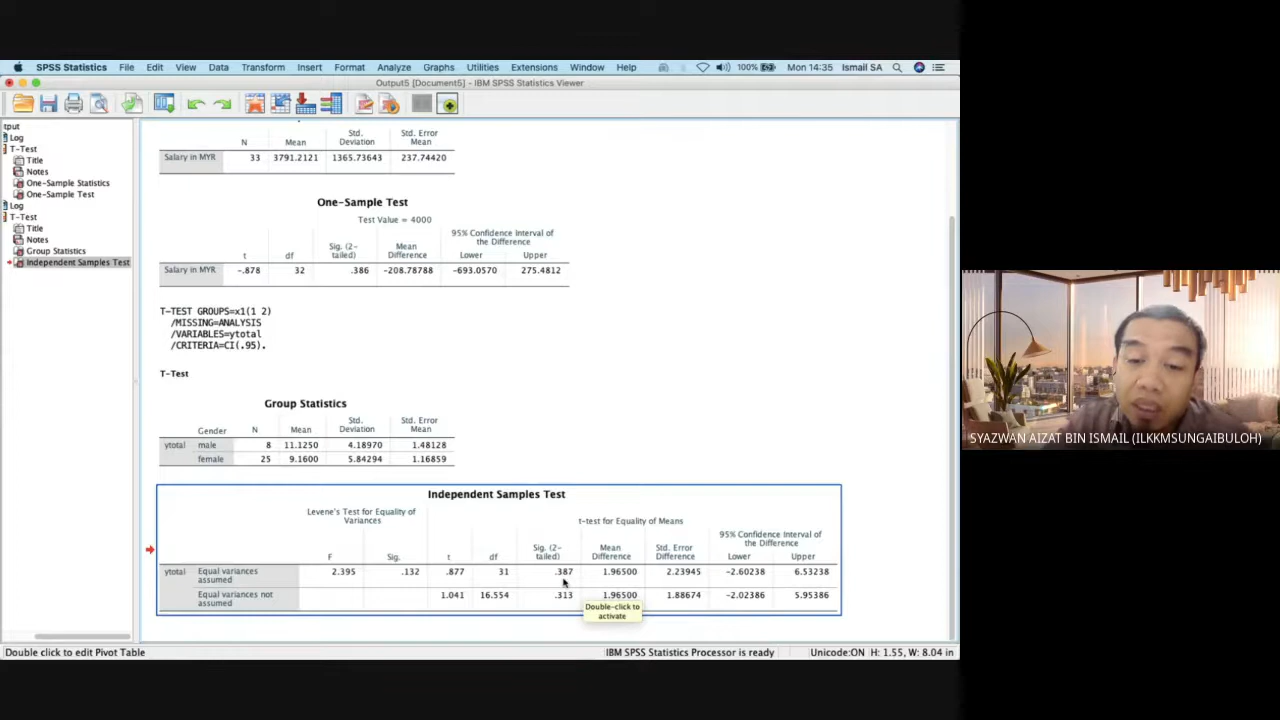 SPSS Statistics File Edit View Data Transform Insert Format Analyze Graphs Utilities Extensions Window Help 100% Mon 14:35 Ismail SA
Output5 [Document5] - IBM SPSS Statistics Viewer
tput
Log
T-Test
Title
Notes
One-Sample Statistics
One-Sample Test
Log
T-Test
Title
Notes
Group Statistics
Independent Samples Test
N Mean Std. Deviation Std. Error Mean
Salary in MYR 33 3791.2121 1365.73643 237.74420
One-Sample Test
Test Value = 4000
95% Confidence Interval of the Difference
t df Sig. (2-tailed) Mean Difference Lower Upper
Salary in MYR -.878 32 .386 -208.78788 -693.0570 275.4812
T-TEST GROUPS=x1(1 2)
/MISSING=ANALYSIS
/VARIABLES=ytotal
/CRITERIA=CI(.95).
T-Test
Group Statistics
Gender N Mean Std. Deviation Std. Error Mean
ytotal male 8 11.1250 4.18970 1.48128
female 25 9.1600 5.84294 1.16859
Independent Samples Test
Levene's Test for Equality of Variances t-test for Equality of Means
95% Confidence Interval of the Difference
F Sig. t df Sig. (2-tailed) Mean Difference Std. Error Difference Lower Upper
ytotal Equal variances assumed 2.395 .132 .877 31 .387 1.96500 2.23945 -2.60238 6.53238
Equal variances not assumed 1.041 16.554 .313 1.96500 1.88674 -2.02386 5.95386
Double-click to
activate
Double click to edit Pivot Table IBM SPSS Statistics Processor is ready Unicode:ON H: 1.55, W: 8.04 in
SYAZWAN AIZAT BIN ISMAIL (ILKKMSUNGAIBULOH)